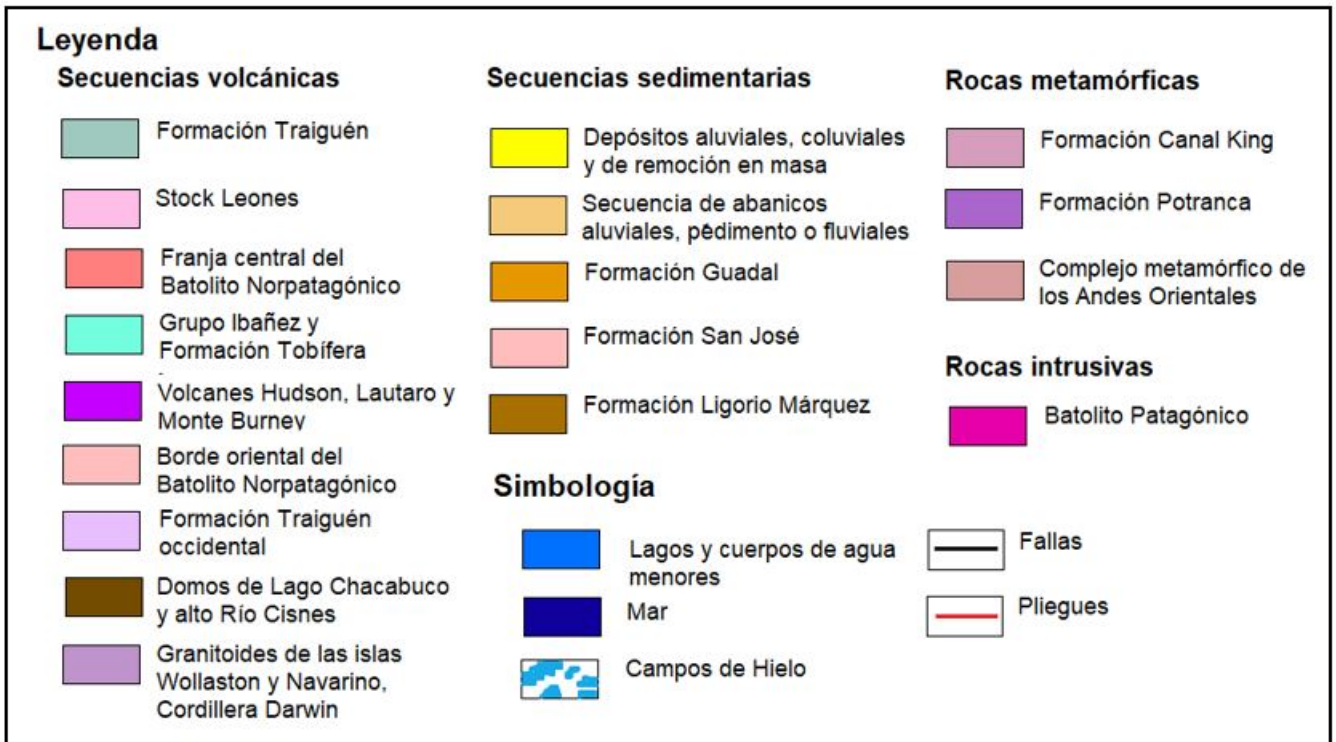 Leyenda
Secuencias volcánicas
Formación Traiguén
Stock Leones
Franja central del
Batolito Norpatagónico
Grupo Ibañez y
Formación Tobífera
Volcanes Hudson, Lautaro y
Monte Burney
Borde oriental del
Batolito Norpatagónico
Formación Traiguén
occidental
Domos de Lago Chacabuco
y alto Río Cisnes
Granitoides de las islas
Wollaston y Navarino,
Cordillera Darwin
Secuencias sedimentarias
Depósitos aluviales, coluviales
y de remoción en masa
Secuencia de abanicos
aluviales, pédimento o fluviales
Formación Guadal
Formación San José
Formación Ligorio Márquez
Rocas metamórficas
Formación Canal King
Formación Potranca
Complejo metamórfico de
los Andes Orientales
Rocas intrusivas
Batolito Patagónico
Simbología
Lagos y cuerpos de agua
menores
Mar
Campos de Hielo
Fallas
Pliegues